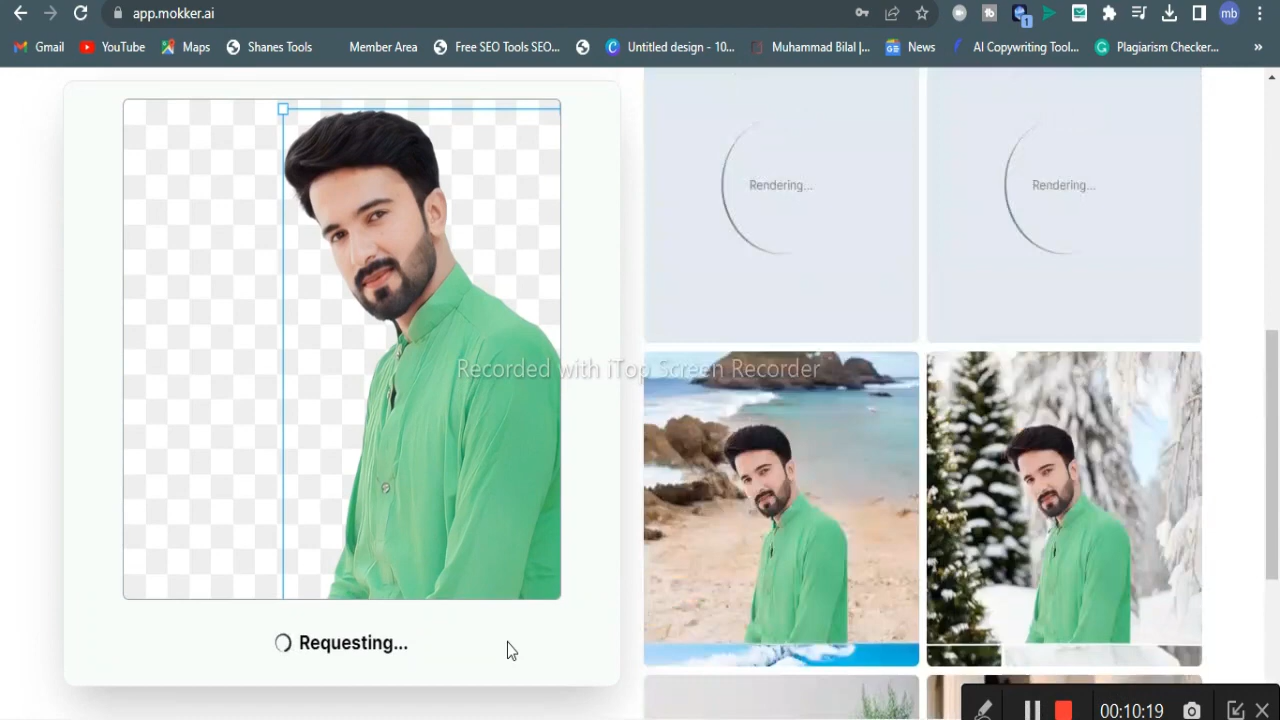 app.mokker.ai
1
mb
Gmail
YouTube
Maps
Shanes Tools
Member Area
Free SEO Tools SEO...
Untitled design - 10...
Muhammad Bilal |...
News
AI Copywriting Tool...
Plagiarism Checker...
»
Rendering...
Rendering...
Recorded with iTop Screen Recorder
Requesting...
00:10:19